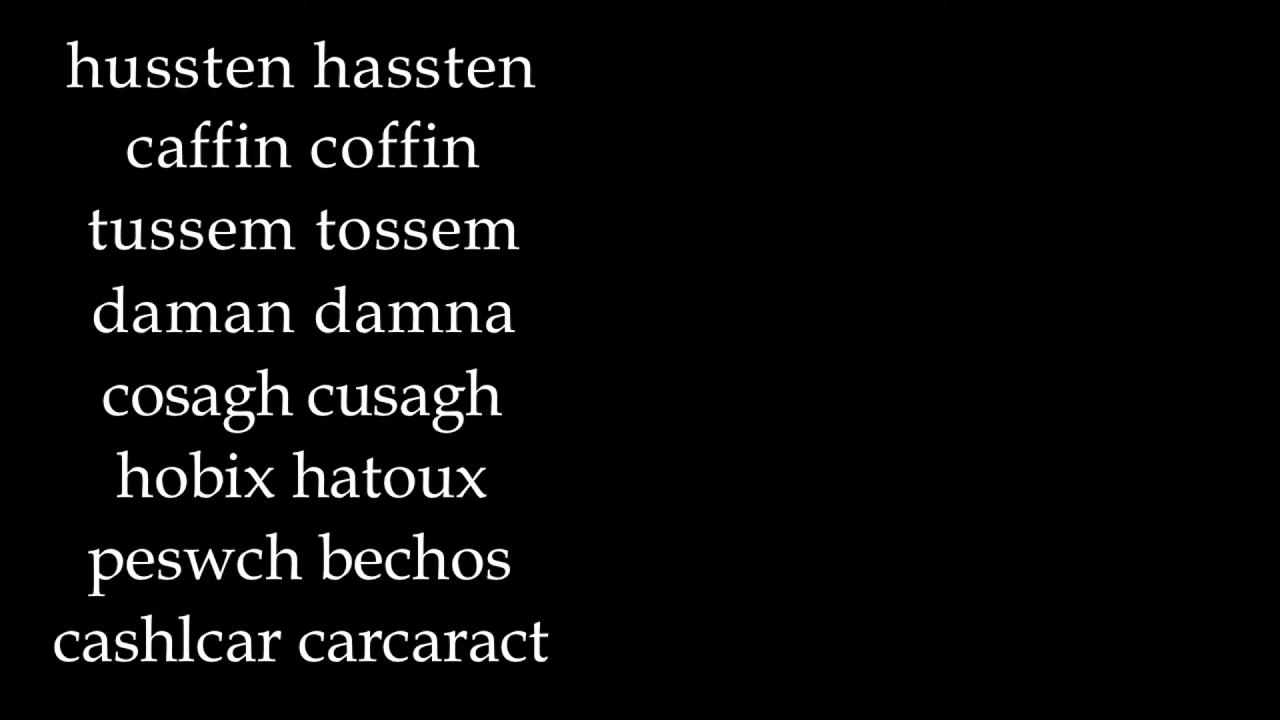 hussten hassten
caffin coffin
tussem tossem
daman damna
cosagh cusagh
hobix hatoux
peswch bechos
cashlcar carcaract